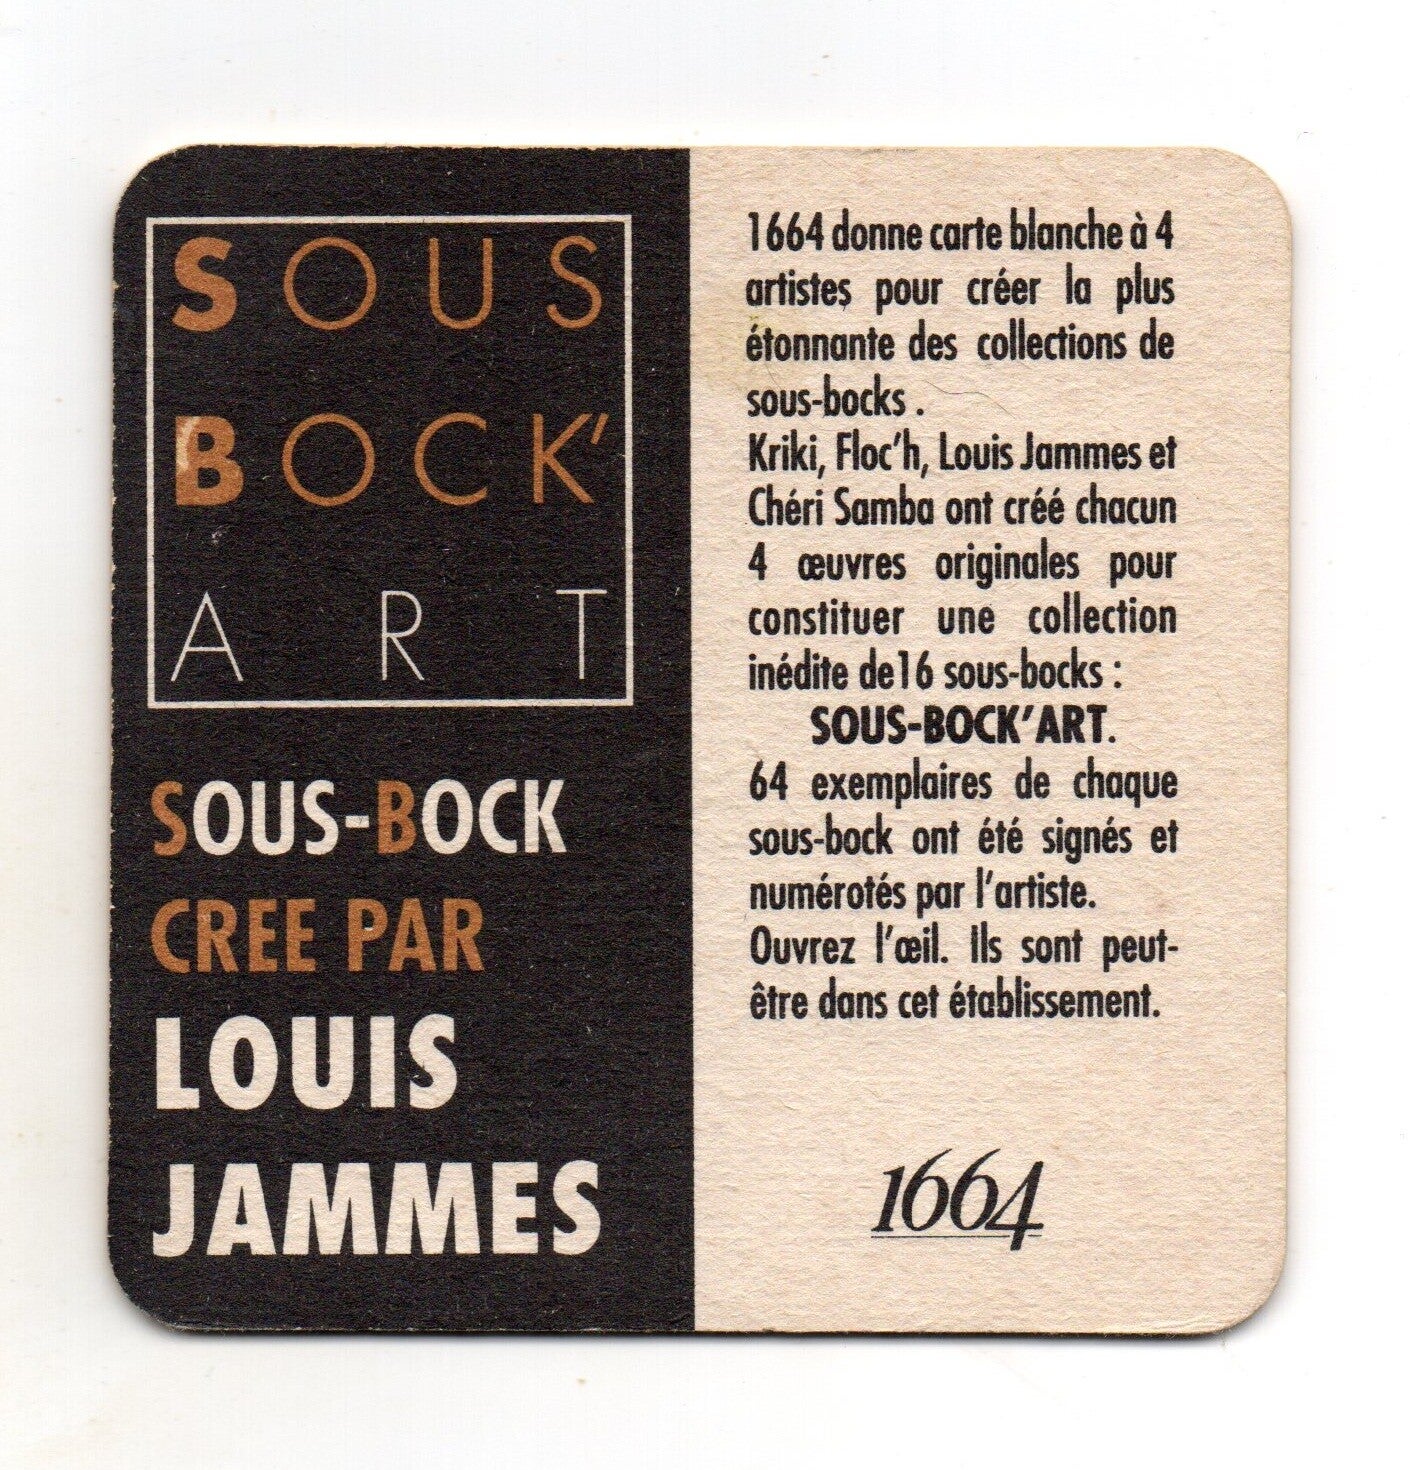 SOUS
BOCK'
ART
SOUS-BOCK
CREE PAR
LOUIS
JAMMES
1664 donne carte blanche à 4
artistes pour créer la plus
étonnante des collections de
sous-bocks .
Kriki, Floc'h, Louis Jammes et
Chéri Samba ont créé chacun
4 œuvres originales pour
constituer une collection
inédite de16 sous-bocks :
SOUS-BOCK'ART.
64 exemplaires de chaque
sous-bock ont été signés et
numérotés par l'artiste.
Ouvrez l'œil. Ils sont peut-
être dans cet établissement.
1664